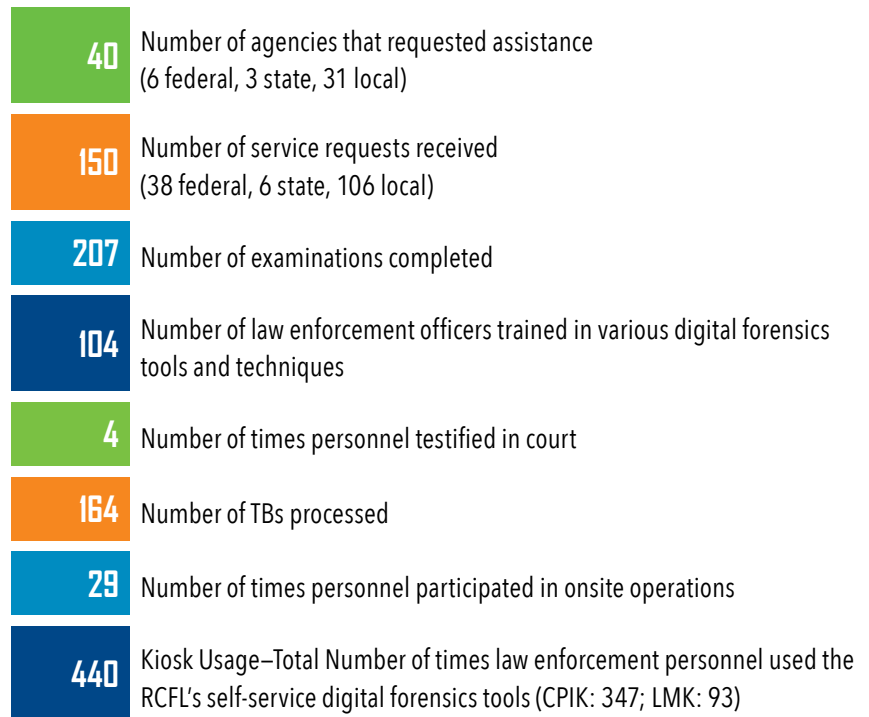 40
Number of agencies that requested assistance
(6 federal, 3 state, 31 local)
150
Number of service requests received
(38 federal, 6 state, 106 local)
207
Number of examinations completed
104
Number of law enforcement officers trained in various digital forensics
tools and techniques
4
Number of times personnel testified in court
164
Number of TBs processed
29
Number of times personnel participated in onsite operations
440
Kiosk Usage—Total Number of times law enforcement personnel used the
RCFL's self-service digital forensics tools (CPIK: 347; LMK: 93)